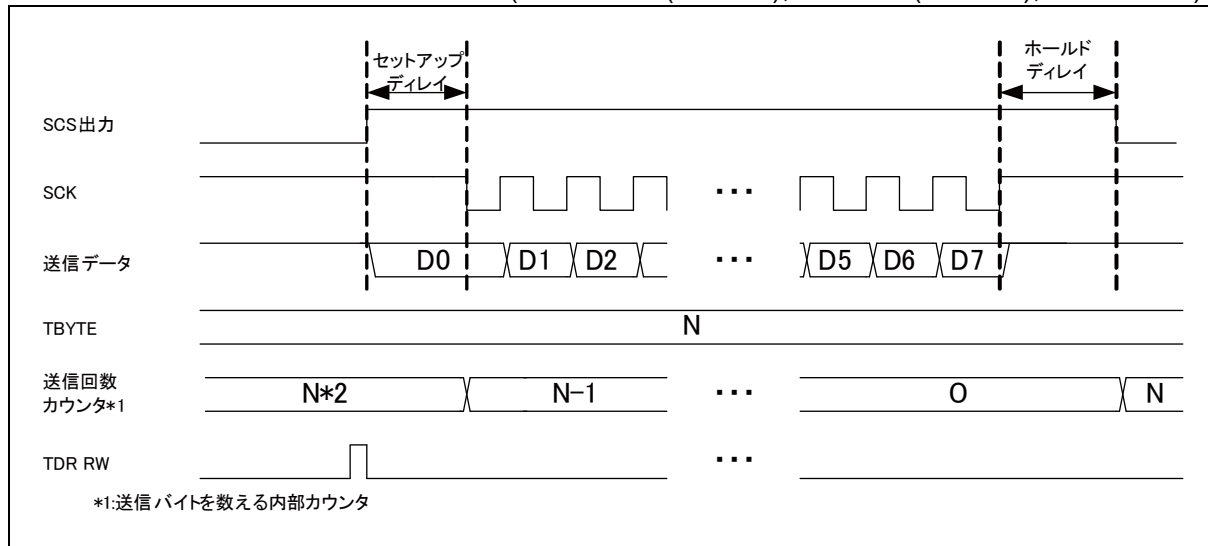 セットアップ
ディレイ
ホールド
ディレイ
SCS出力
SCK
・・・
送信データ
D0 D1 D2 ・・・ D5 D6 D7
TBYTE
N
送信回数
カウンタ*1
N*2 N-1 ・・・ 0 N
TDR RW
・・・
*1:送信バイトを数える内部カウンタ